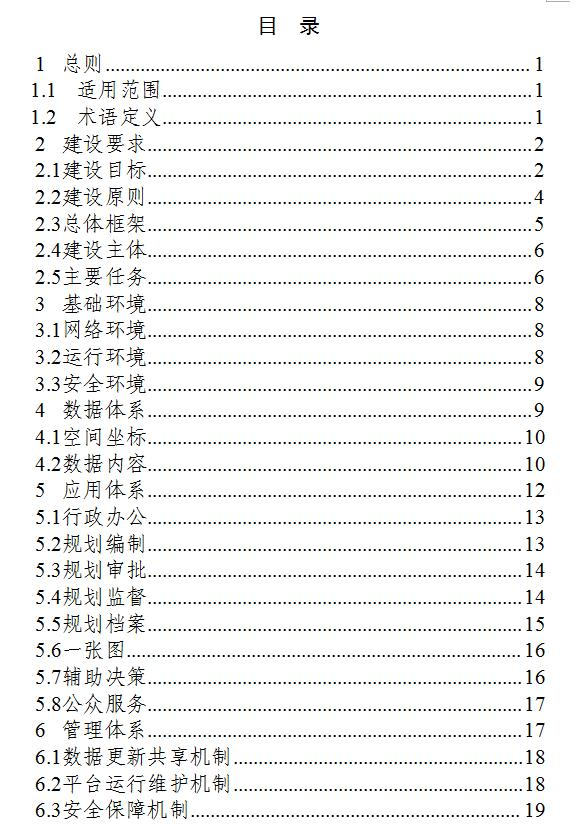 目 录
1 总则 1
1.1 适用范围 1
1.2 术语定义 1
2 建设要求 2
2.1建设目标 2
2.2建设原则 4
2.3总体框架 5
2.4建设主体 6
2.5主要任务 6
3 基础环境 8
3.1网络环境 8
3.2运行环境 8
3.3安全环境 9
4 数据体系 9
4.1空间坐标 10
4.2数据内容 10
5 应用体系 12
5.1行政办公 13
5.2规划编制 13
5.3规划审批 14
5.4规划监督 14
5.5规划档案 15
5.6一张图 16
5.7辅助决策 16
5.8公众服务 17
6 管理体系 17
6.1数据更新共享机制 18
6.2平台运行维护机制 18
6.3安全保障机制 19